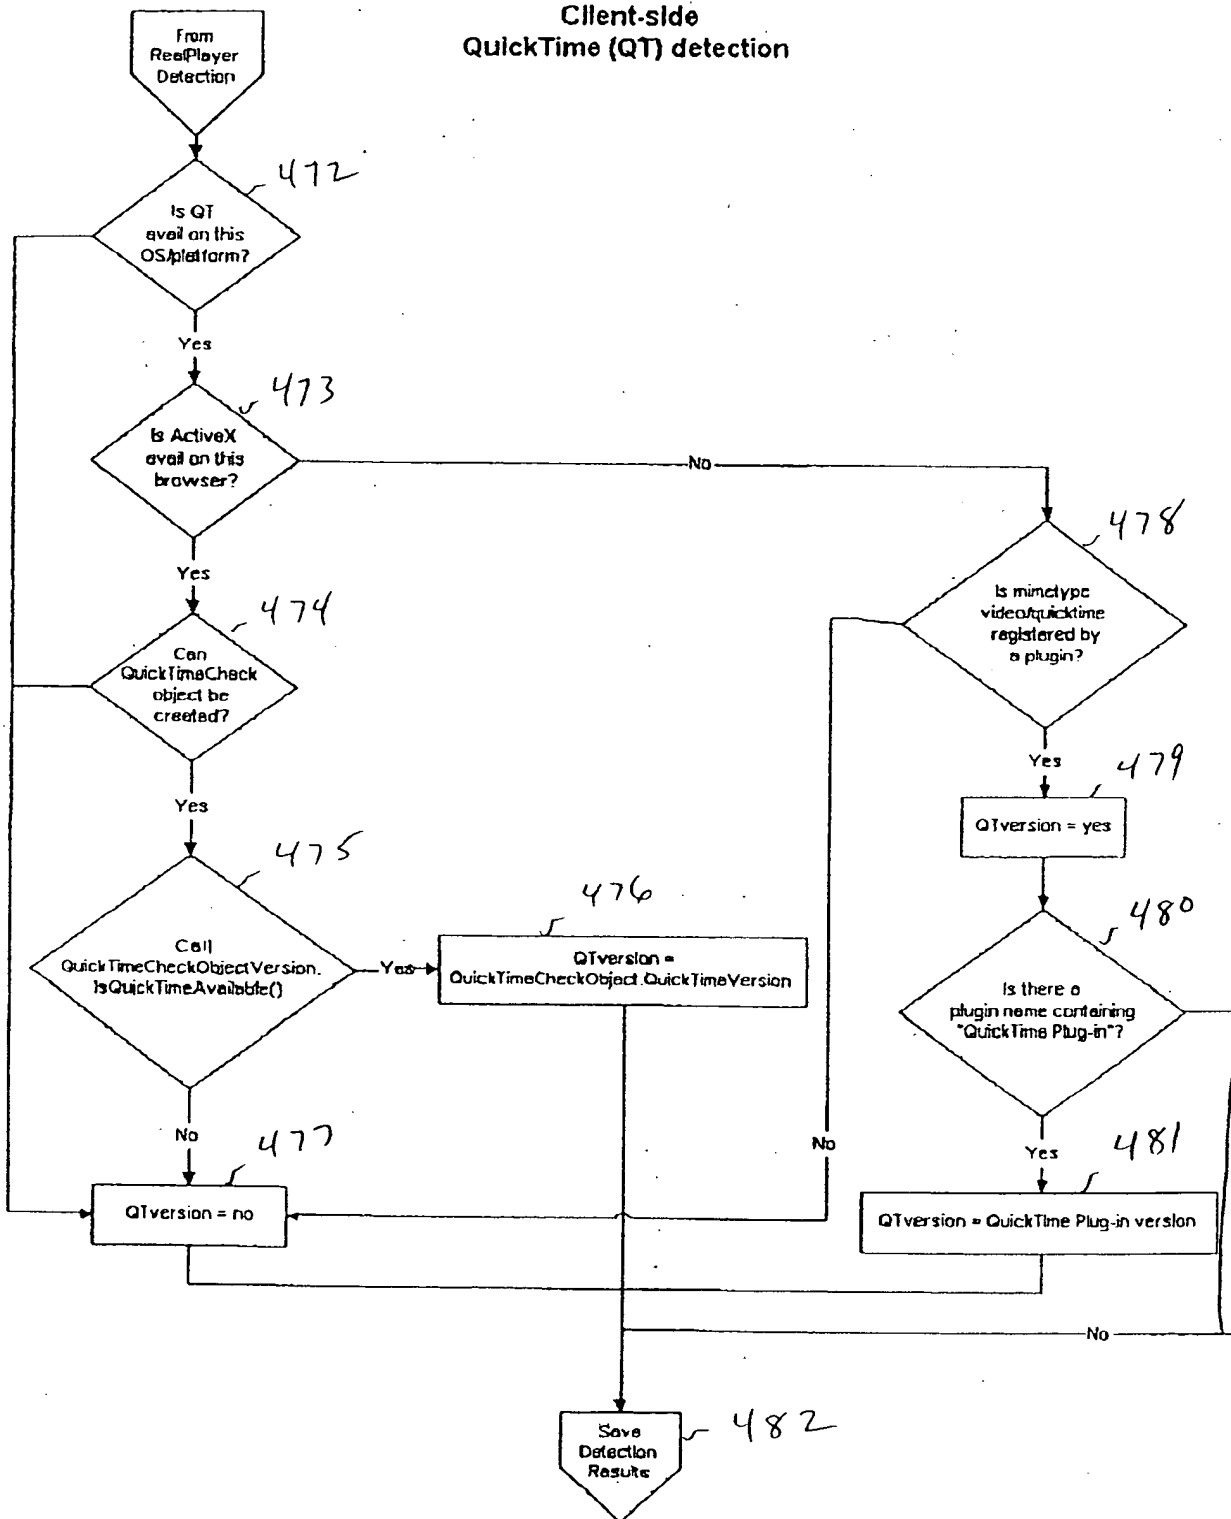 Client-side
QuickTime (QT) detection
From
RealPlayer
Detection
472
Is QT
avail on this
OS/platform?
Yes
473
Is ActiveX
avail on this
browser?
No
Yes
478
Is mimetype
video/quicktime
registered by
a plugin?
474
Can
QuickTimeCheck
object be
created?
Yes
479
QTversion = yes
Yes
475
Call
QuickTimeCheckObjectVersion.
IsQuickTimeAvailable()
Yes
476
QTversion =
QuickTimeCheckObject.QuickTimeVersion
480
Is there a
plugin name containing
"QuickTime Plug-in"?
No
477
QTversion = no
No
Yes
481
QTversion = QuickTime Plug-in version
No
Save
Detection
Results
482